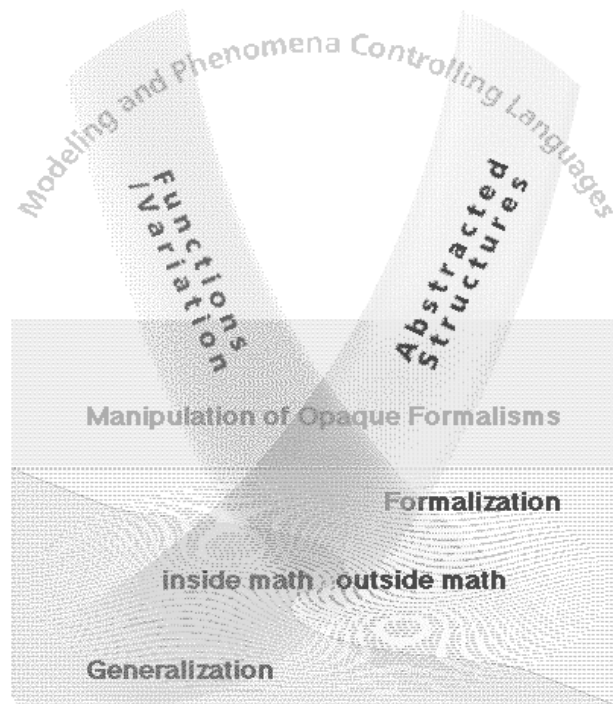 Modeling and Phenomena Controlling Languages
Functions
/Variation
Abstracted
Structures
Manipulation of Opaque Formalisms
Formalization
inside math outside math
Generalization